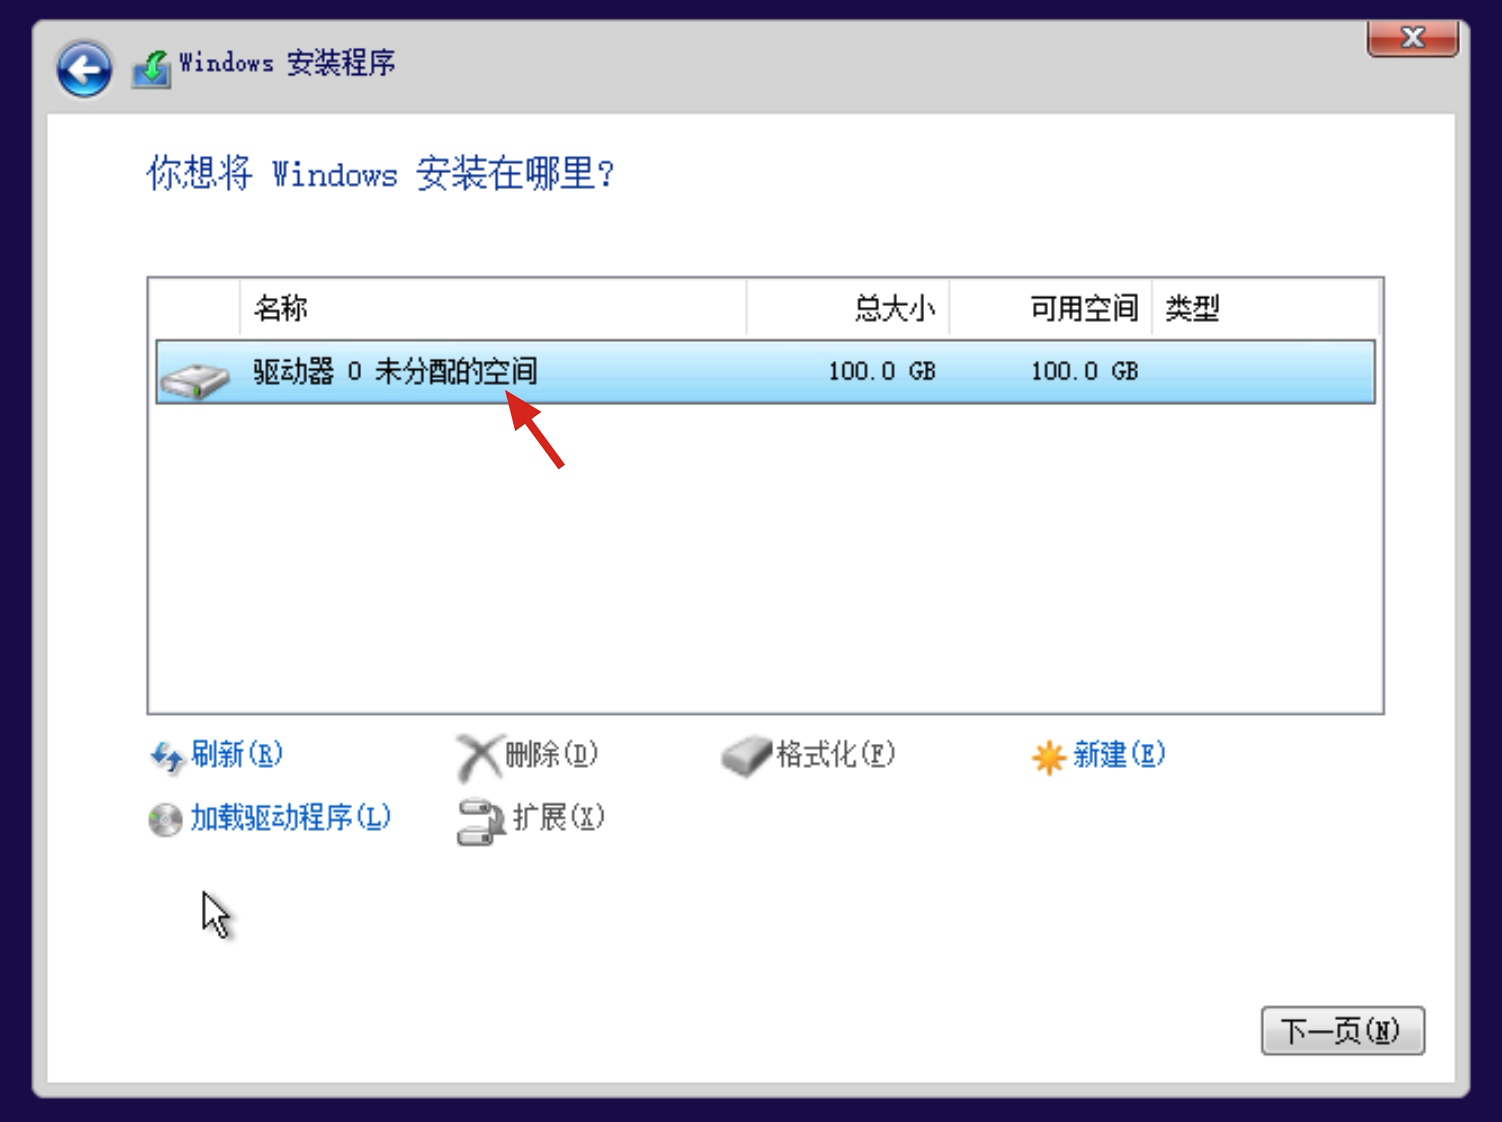 Windows 安装程序
你想将 Windows 安装在哪里?
名称 总大小 可用空间 类型
驱动器 0 未分配的空间 100.0 GB 100.0 GB
刷新(R) 删除(D) 格式化(F) 新建(E)
加载驱动程序(L) 扩展(X)
下一页(N)